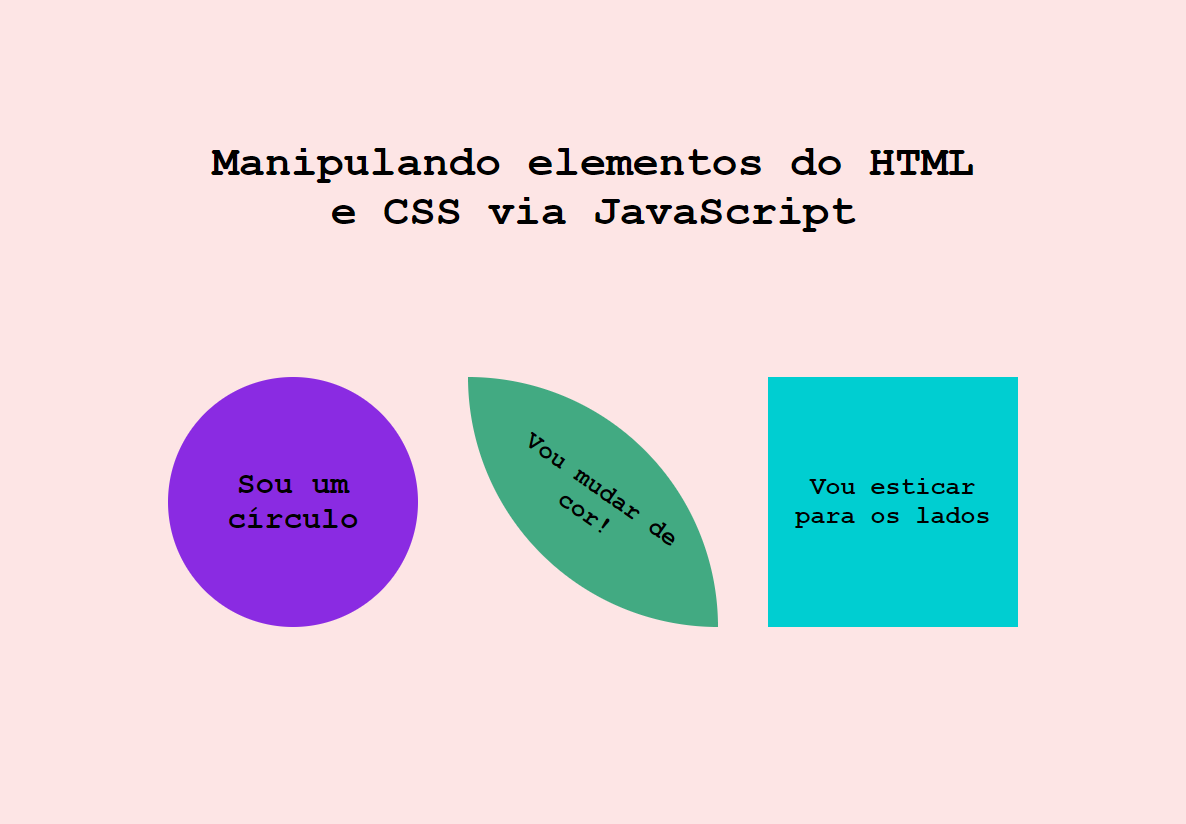 Manipulando elementos do HTML
e CSS via JavaScript
Sou um
círculo
Vou mudar de
cor!
Vou esticar
para os lados